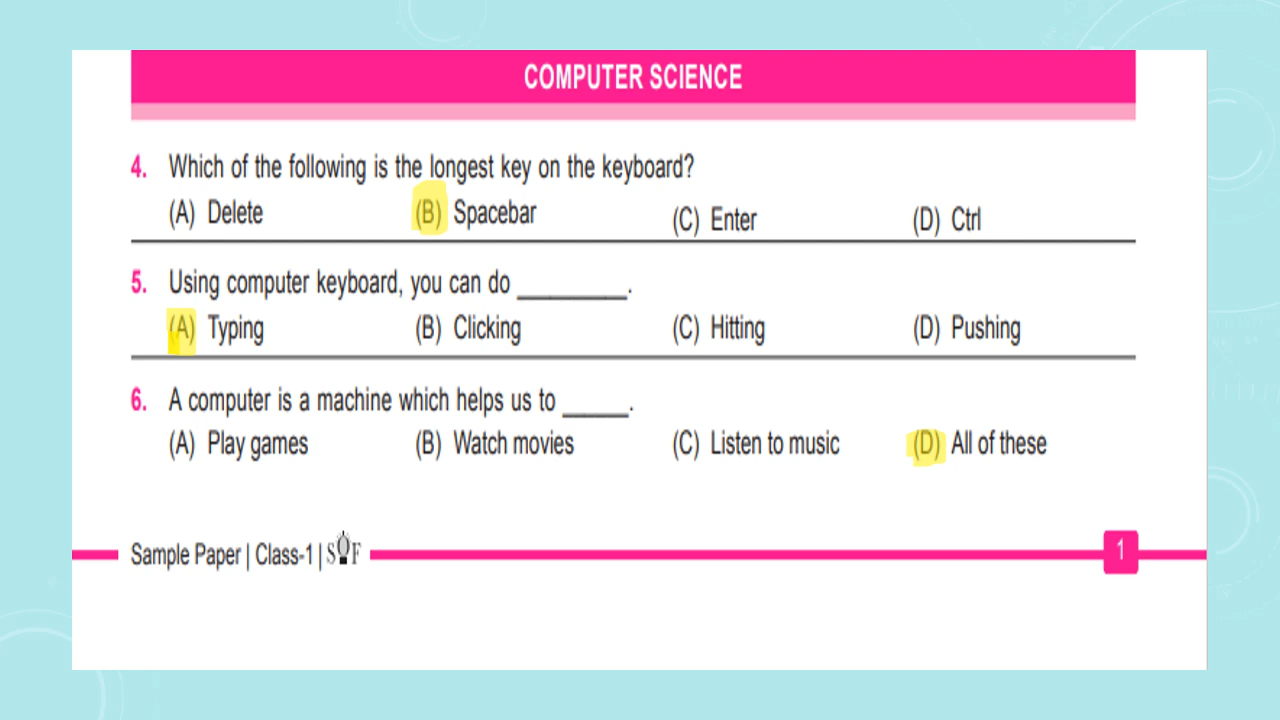 COMPUTER SCIENCE
4. Which of the following is the longest key on the keyboard?
(A) Delete (B) Spacebar (C) Enter (D) Ctrl
5. Using computer keyboard, you can do __________.
(A) Typing (B) Clicking (C) Hitting (D) Pushing
6. A computer is a machine which helps us to ______.
(A) Play games (B) Watch movies (C) Listen to music (D) All of these
Sample Paper | Class-1 | SOF 1